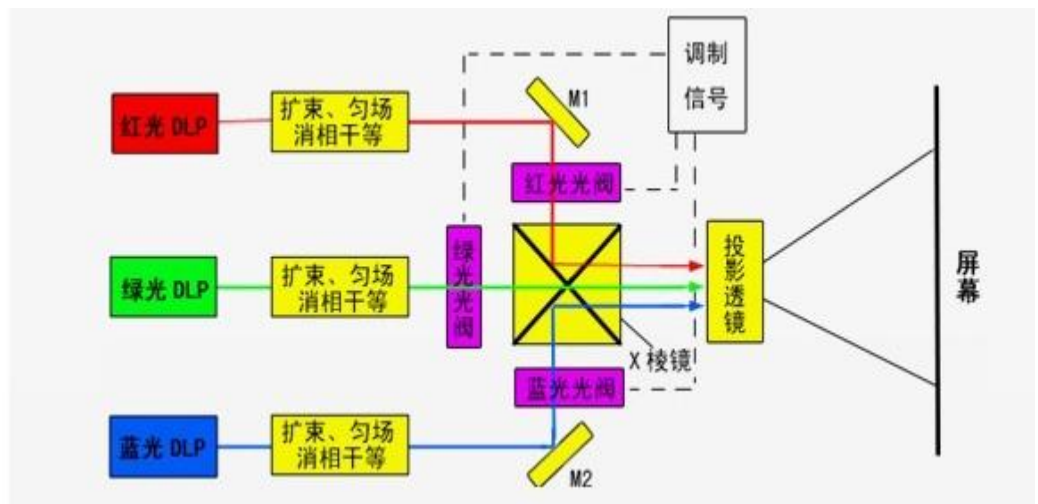 调制
信号
M1
红光 DLP
扩束、匀场
消相干等
红光光阀
绿光光阀
投影透镜
屏幕
绿光 DLP
扩束、匀场
消相干等
X 棱镜
蓝光光阀
蓝光 DLP
扩束、匀场
消相干等
M2